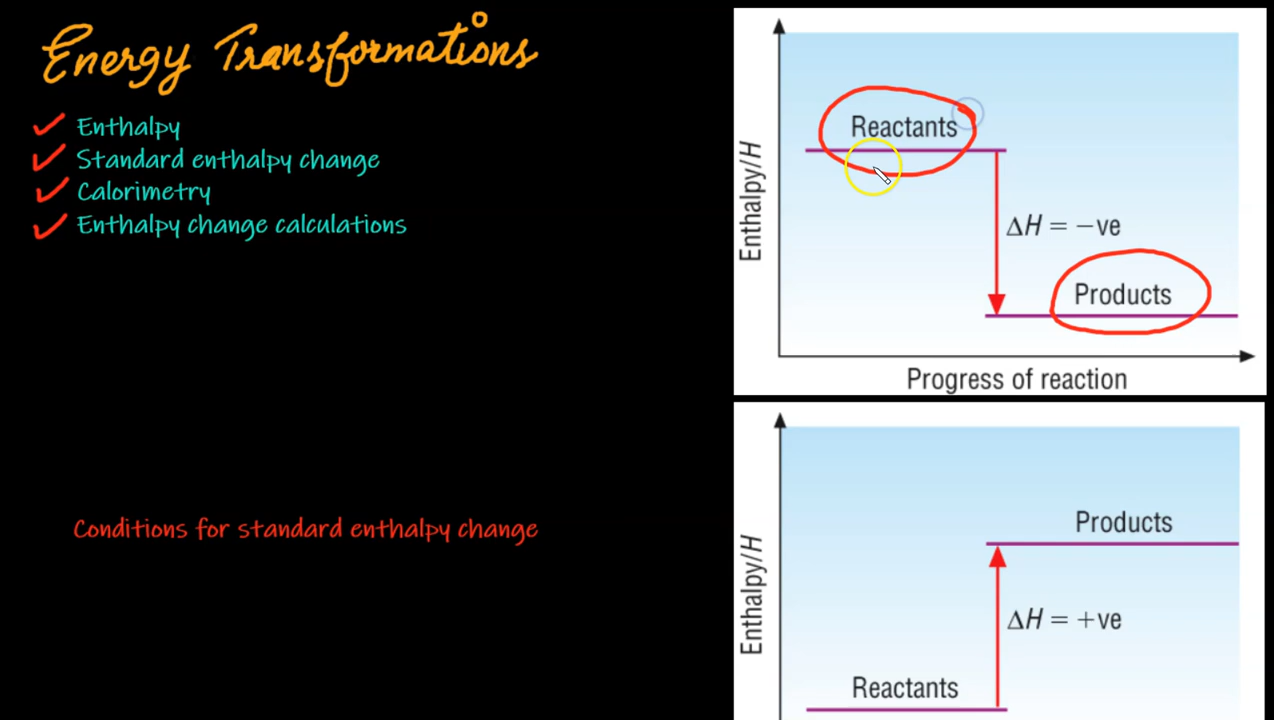 Energy Transformations
Enthalpy
Standard enthalpy change
Calorimetry
Enthalpy change calculations
Conditions for standard enthalpy change
Enthalpy/H
Reactants
ΔH = −ve
Products
Progress of reaction
Enthalpy/H
Products
ΔH = +ve
Reactants